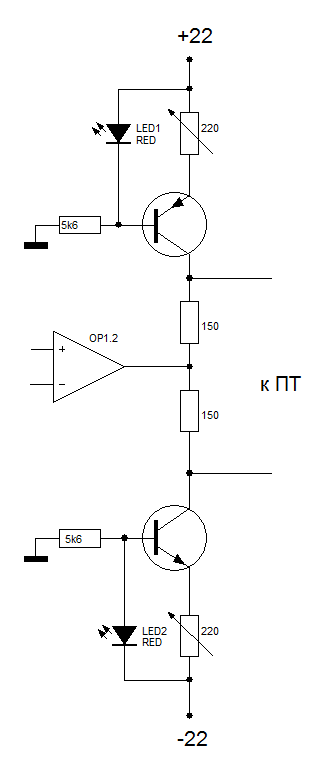 +22
LED1
RED
220
5k6
150
OP1.2
+
−
150
к ПТ
5k6
LED2
RED
220
-22